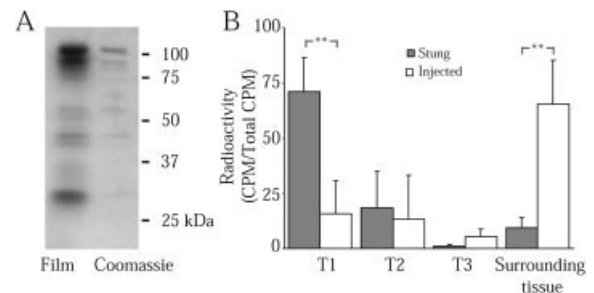 A
100
75
50
37
25 kDa
Film Coomassie
B
100
75
50
25
0
Radioactivity
(CPM/Total CPM)
**
**
Stung
Injected
T1 T2 T3 Surrounding
tissue